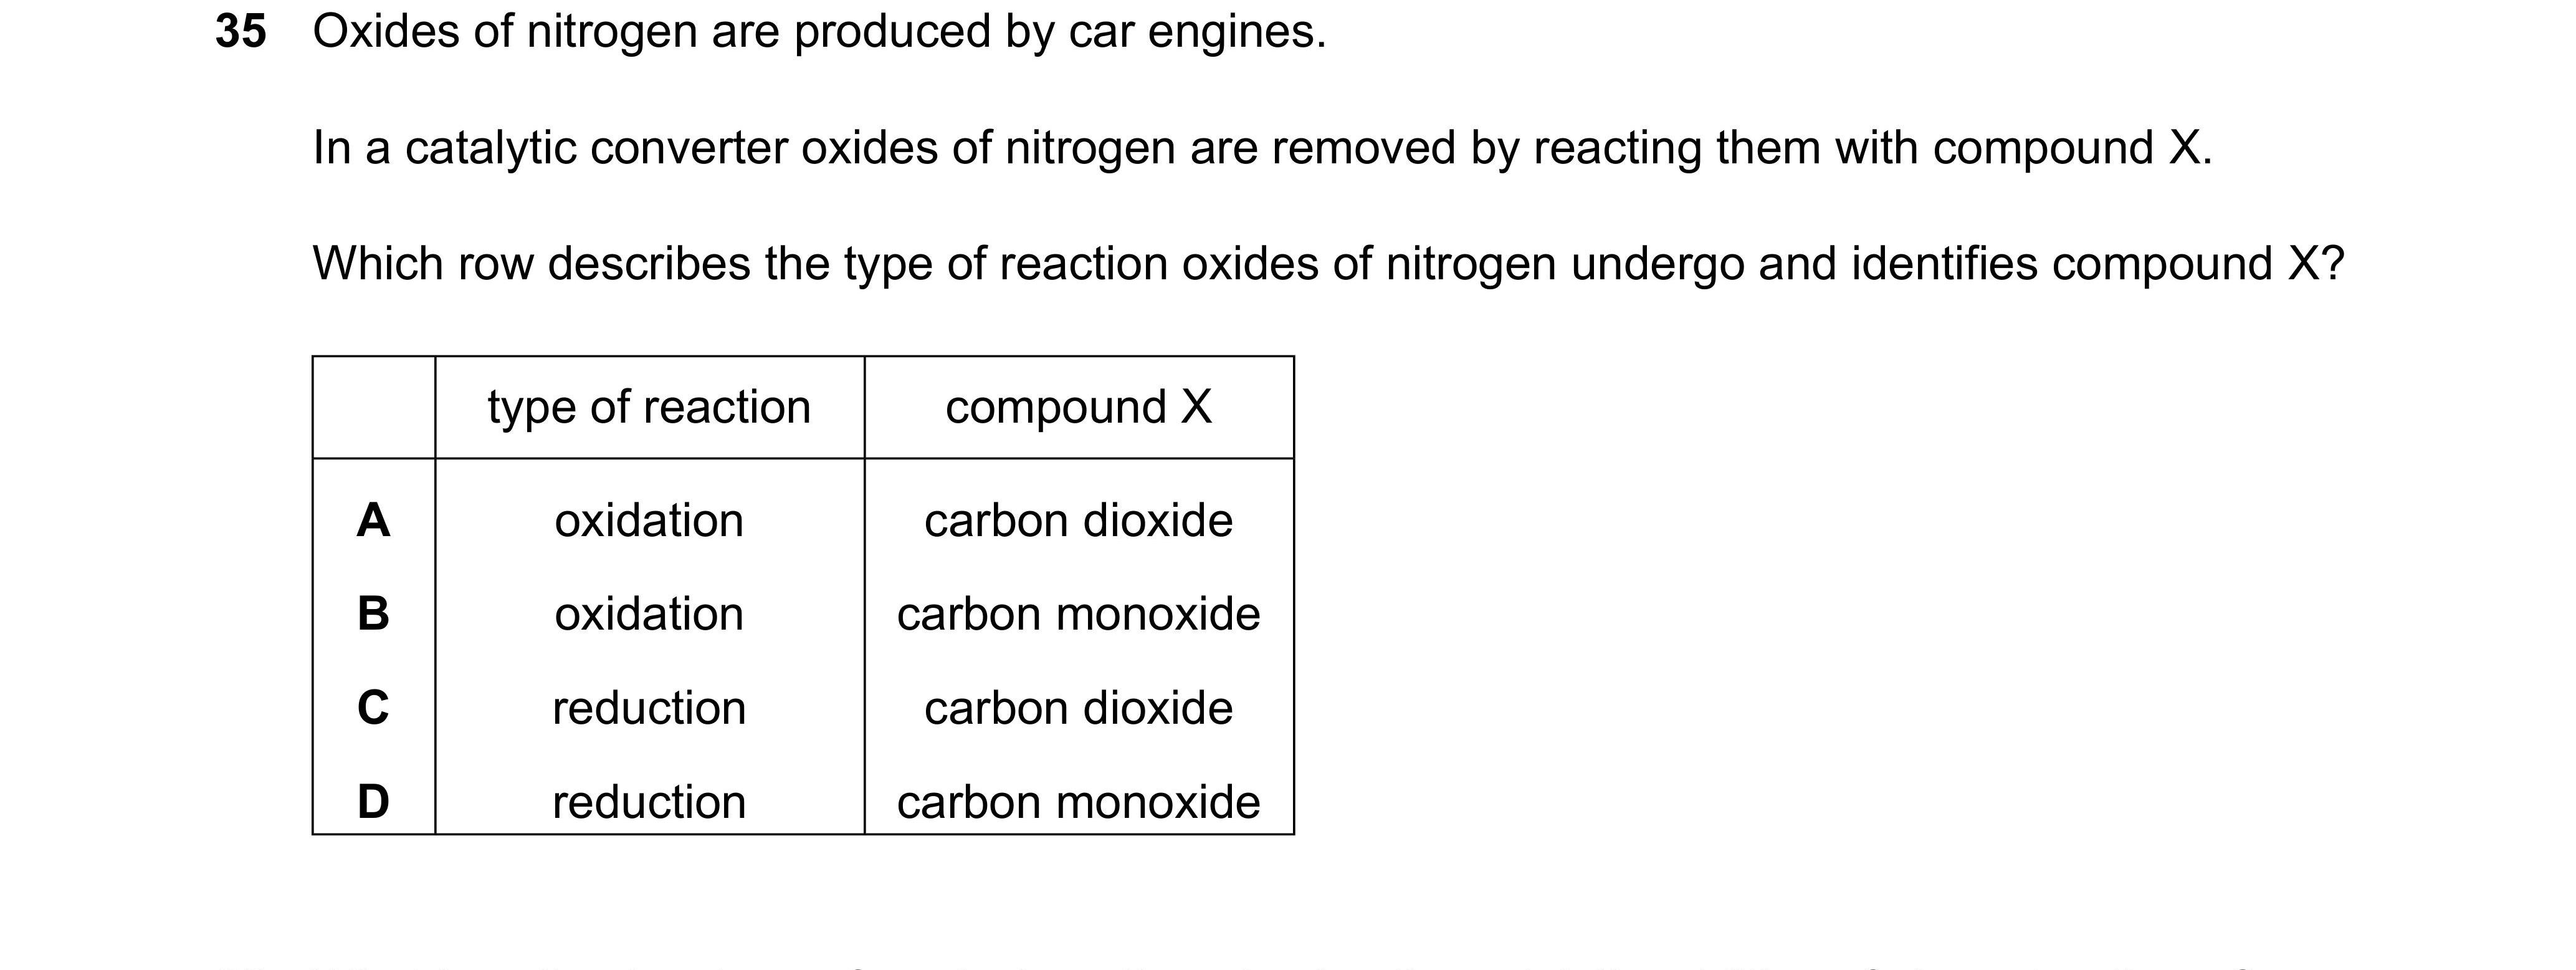 35 Oxides of nitrogen are produced by car engines.
In a catalytic converter oxides of nitrogen are removed by reacting them with compound X.
Which row describes the type of reaction oxides of nitrogen undergo and identifies compound X?
type of reaction compound X
A oxidation carbon dioxide
B oxidation carbon monoxide
C reduction carbon dioxide
D reduction carbon monoxide